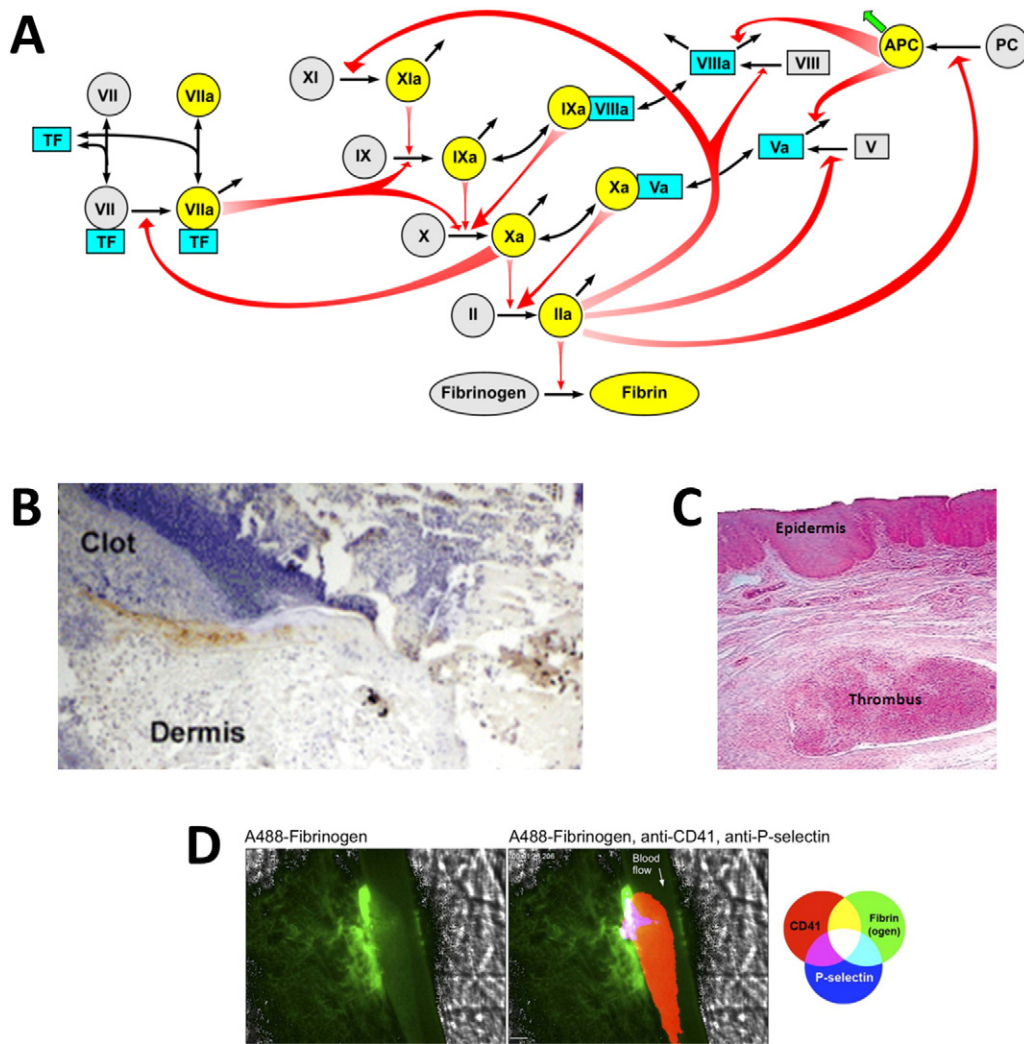 A
XI
XIa
VIIIa
VIII
APC
PC
VII
VIIa
IXa
VIIIa
TF
IX
IXa
Va
V
Xa
Va
VII
VIIa
TF
TF
X
Xa
II
IIa
Fibrinogen
Fibrin
B
Clot
Dermis
C
Epidermis
Thrombus
D
A488-Fibrinogen
A488-Fibrinogen, anti-CD41, anti-P-selectin
Blood
flow
CD41
Fibrin
(ogen)
P-selectin